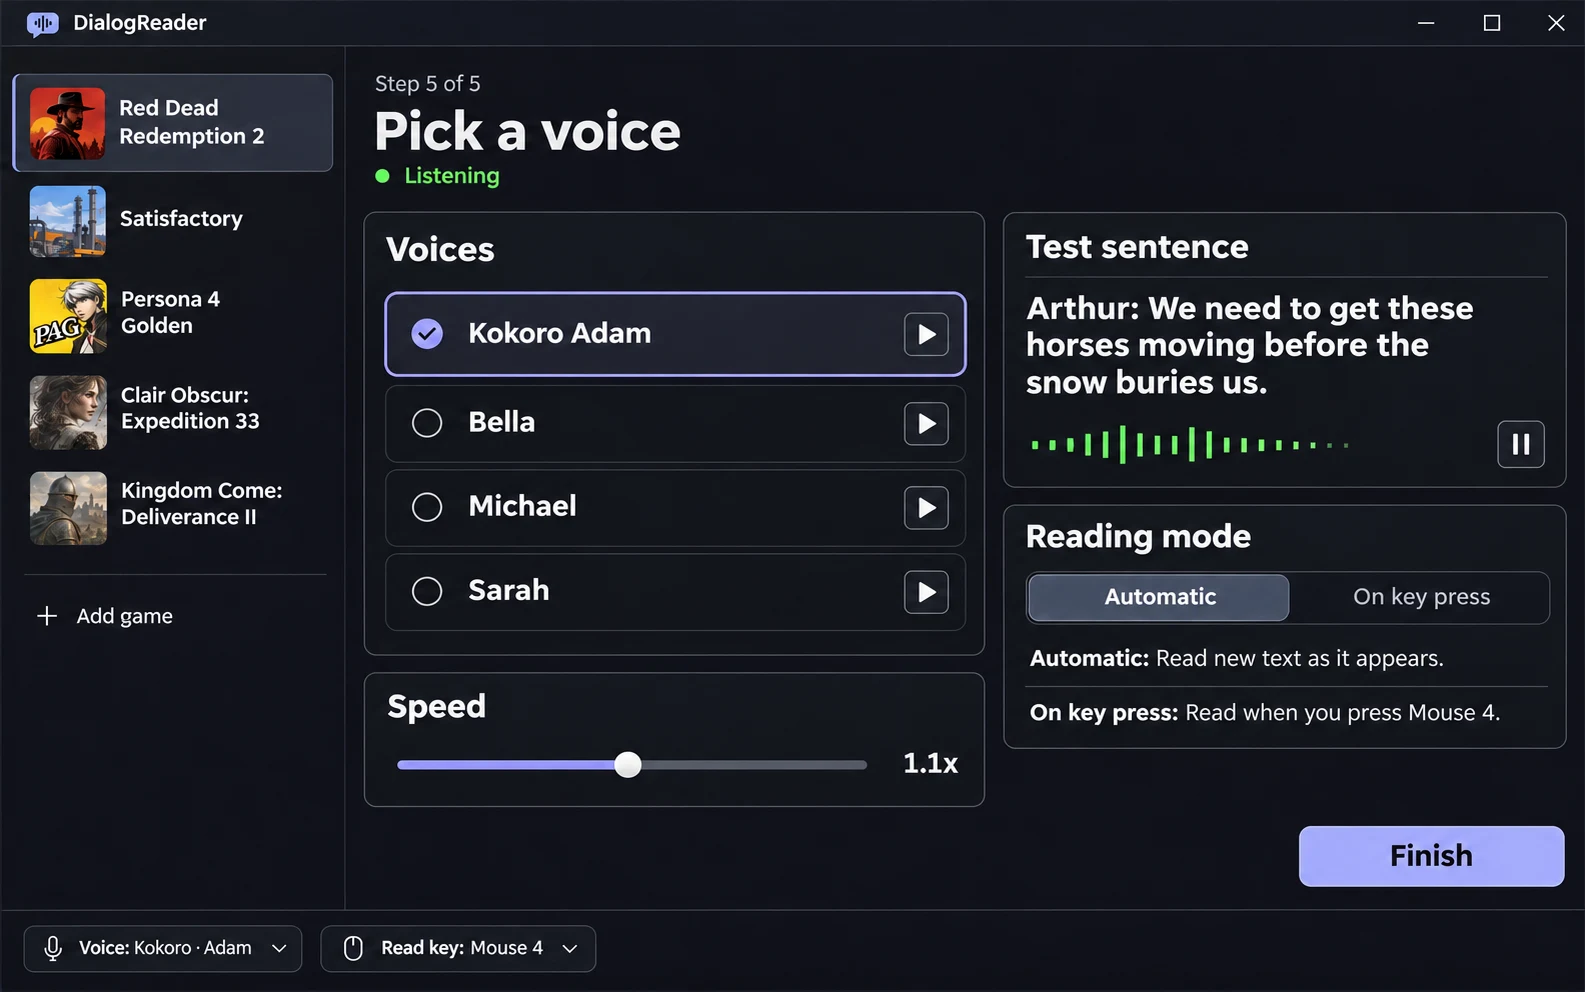 DialogReader
Red Dead
Redemption 2
Satisfactory
PAG
Persona 4
Golden
Clair Obscur:
Expedition 33
Kingdom Come:
Deliverance II
Add game
Step 5 of 5
Pick a voice
Listening
Voices
Kokoro Adam
Bella
Michael
Sarah
Speed
1.1x
Test sentence
Arthur: We need to get these
horses moving before the
snow buries us.
Reading mode
Automatic
On key press
Automatic: Read new text as it appears.
On key press: Read when you press Mouse 4.
Finish
Voice: Kokoro · Adam
Read key: Mouse 4